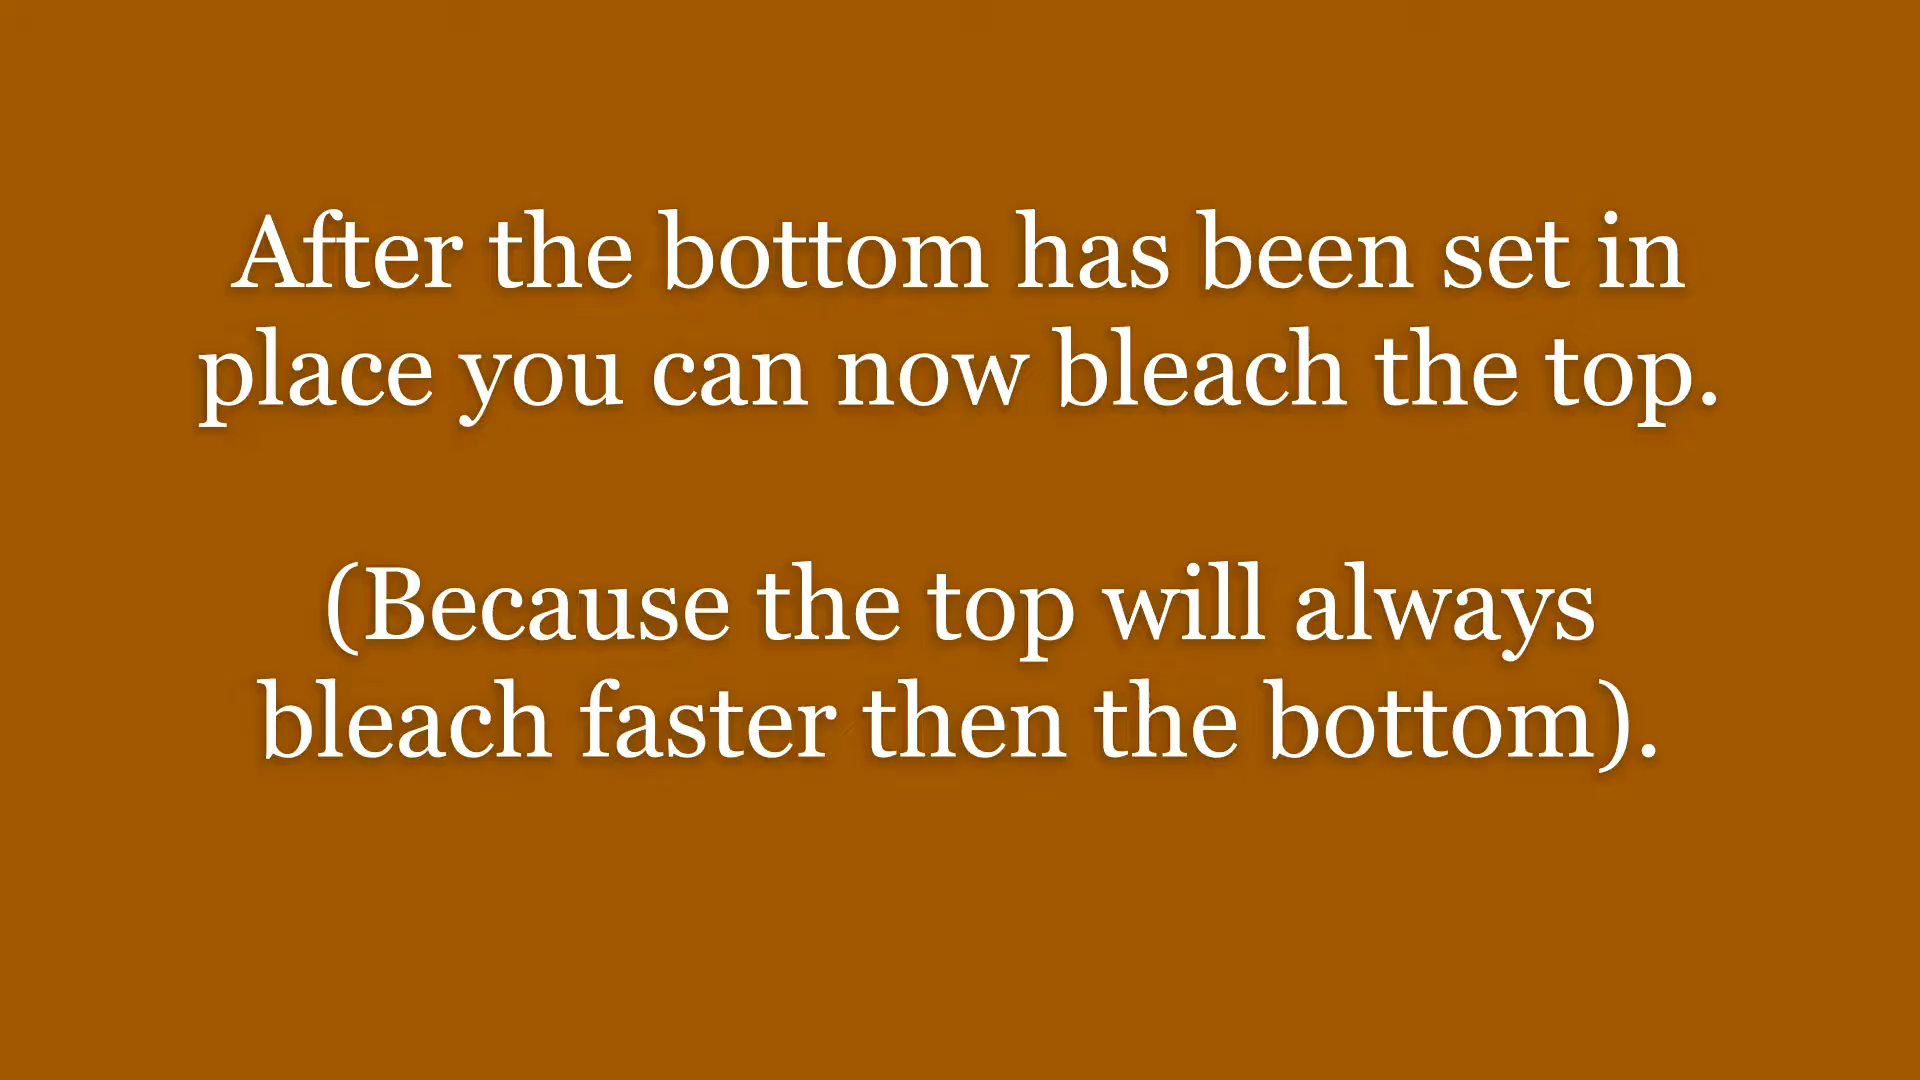 After the bottom has been set in
place you can now bleach the top.
(Because the top will always
bleach faster then the bottom).